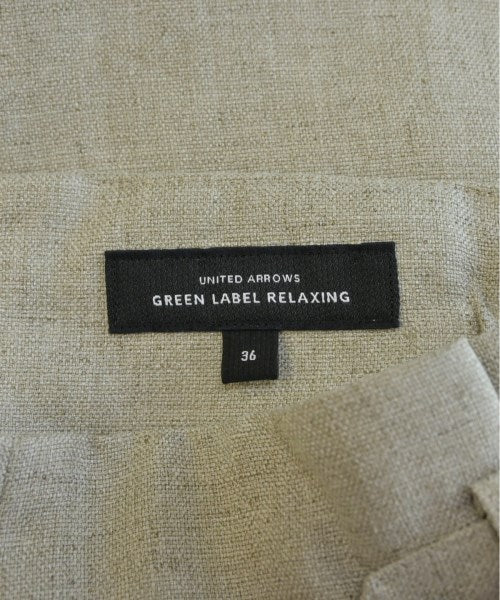 UNITED ARROWS
GREEN LABEL RELAXING
36